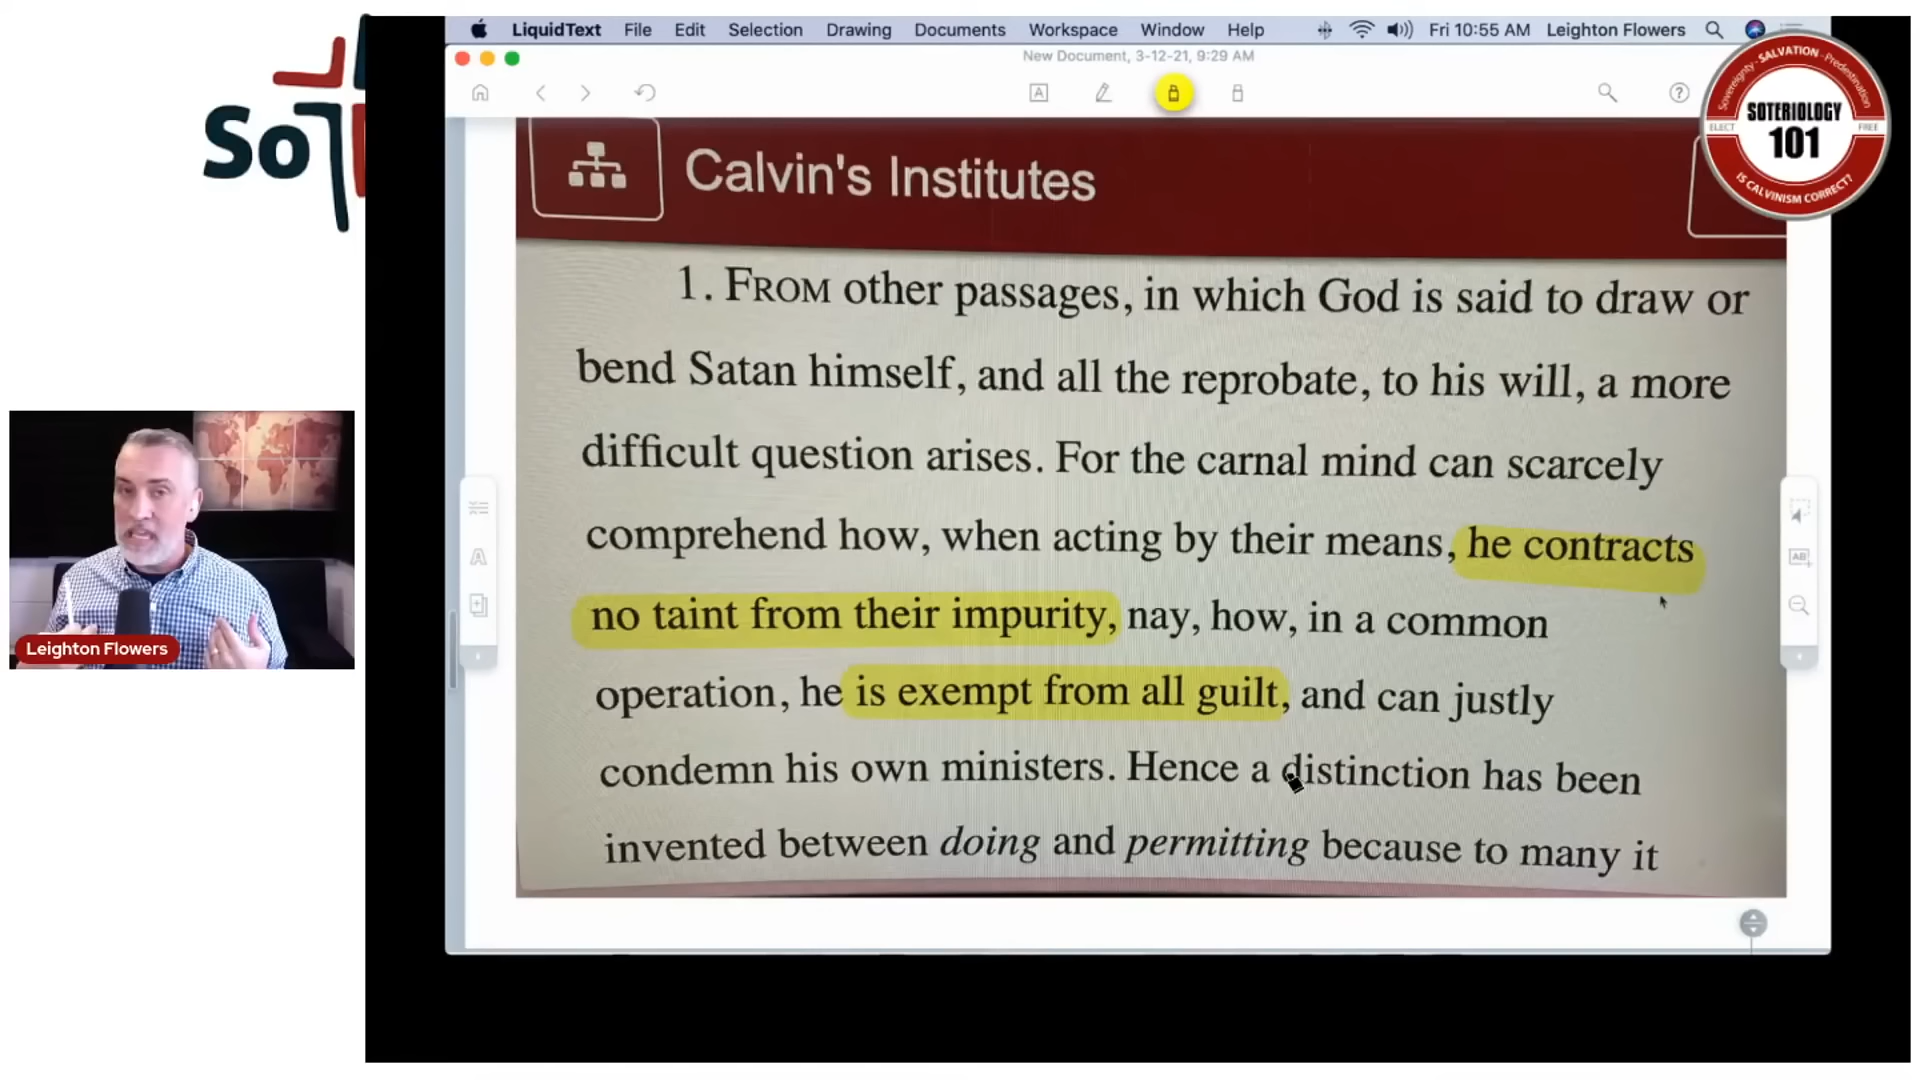 LiquidText File Edit Selection Drawing Documents Workspace Window Help Fri 10:55 AM Leighton Flowers
New Document, 3-12-21, 9:29 AM
A
?
So
Sovereignty - SALVATION - Predestination
ELECT
SOTERIOLOGY
101
FREE
IS CALVINISM CORRECT?
Calvin's Institutes
1. FROM other passages, in which God is said to draw or
bend Satan himself, and all the reprobate, to his will, a more
difficult question arises. For the carnal mind can scarcely
comprehend how, when acting by their means, he contracts
no taint from their impurity, nay, how, in a common
operation, he is exempt from all guilt, and can justly
condemn his own ministers. Hence a distinction has been
invented between doing and permitting because to many it
A
AB
Leighton Flowers